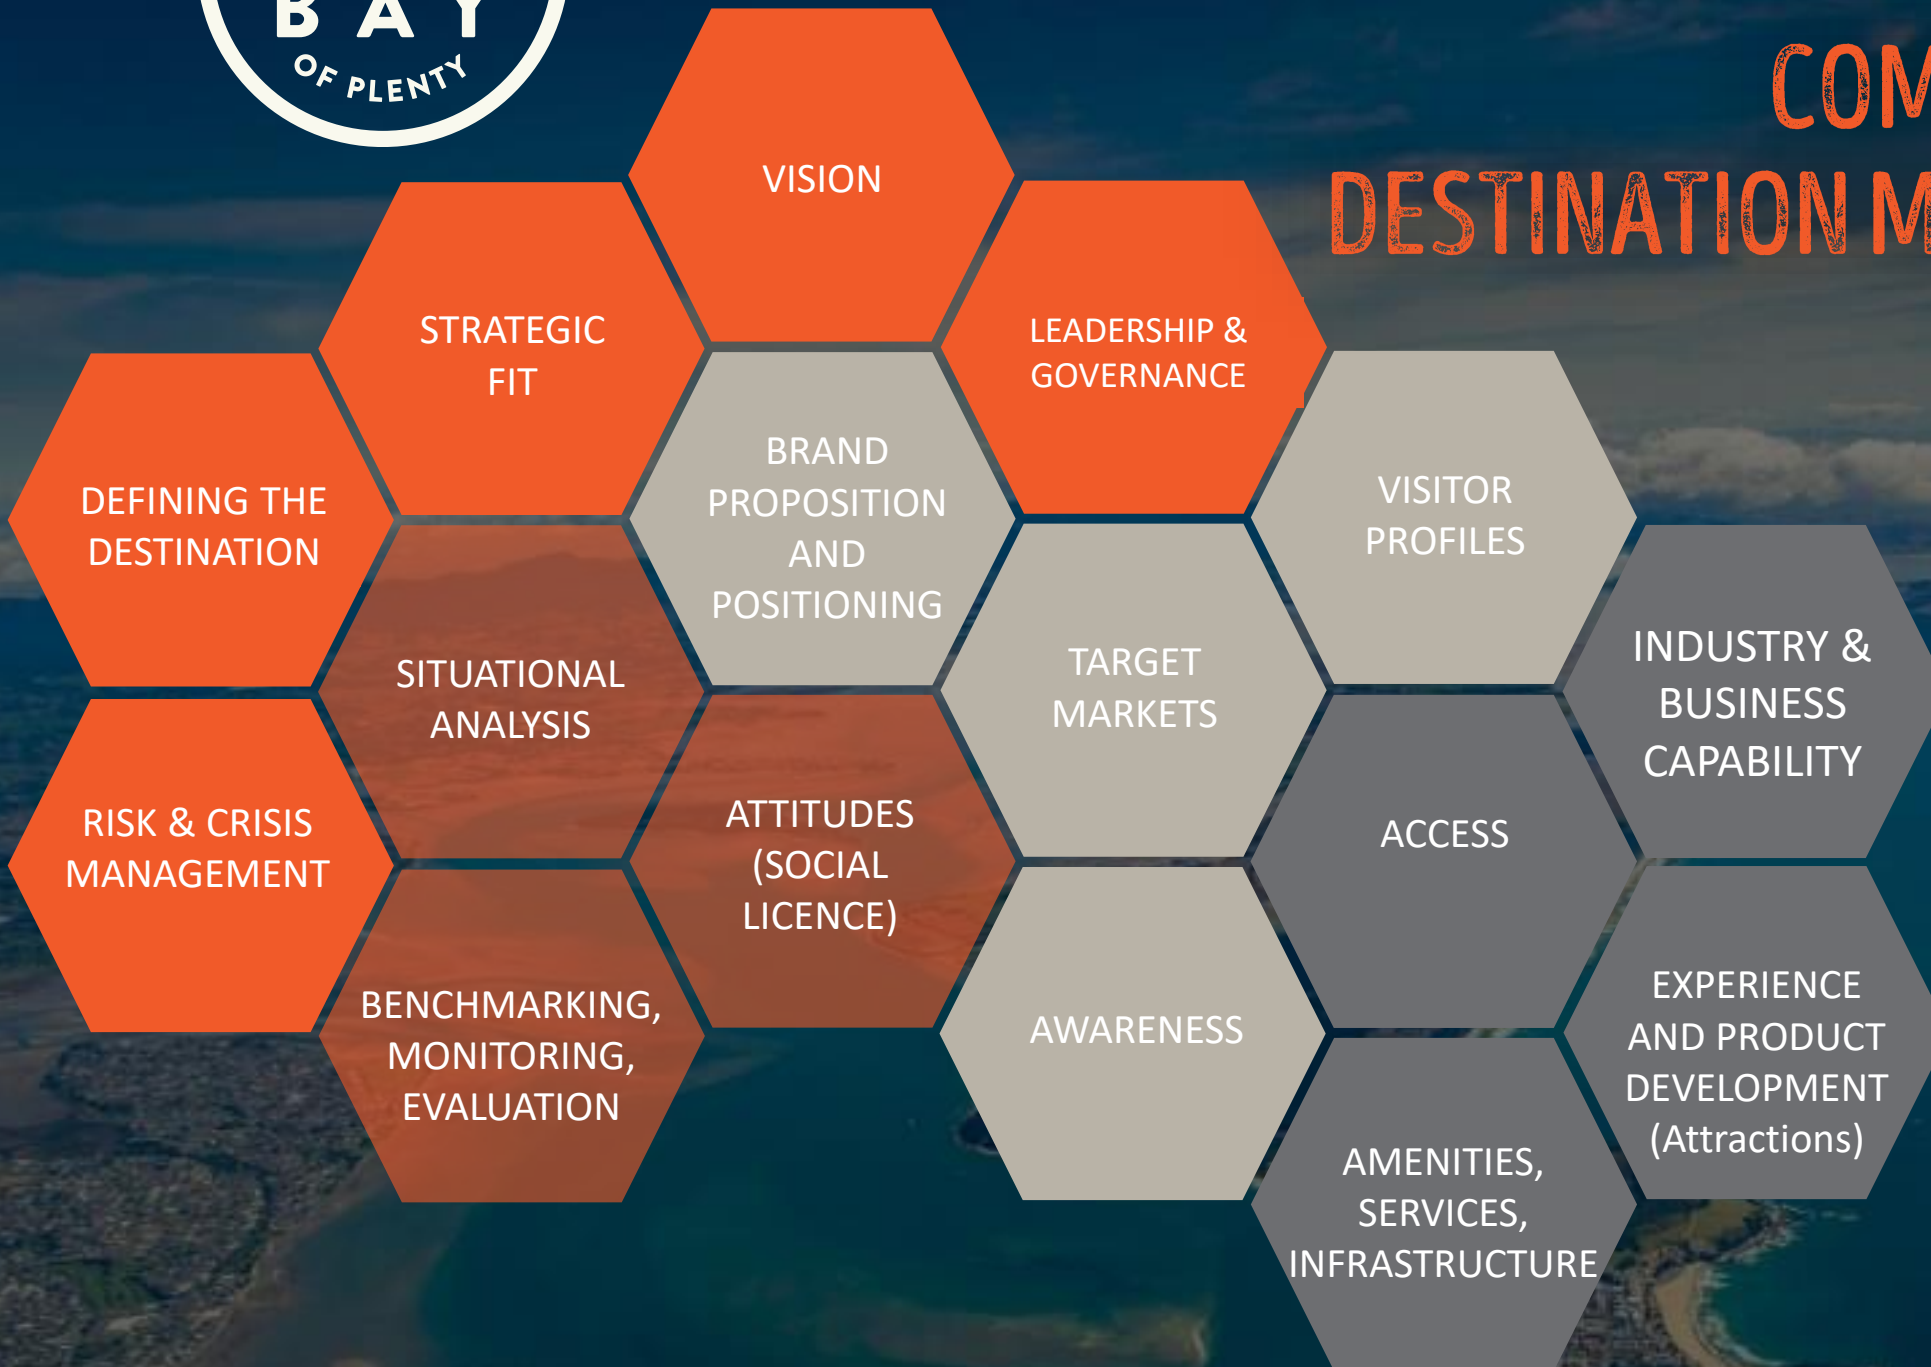 BAY
OF PLENTY
COM
DESTINATION M
VISION
STRATEGIC
FIT
LEADERSHIP &
GOVERNANCE
DEFINING THE
DESTINATION
BRAND
PROPOSITION
AND
POSITIONING
VISITOR
PROFILES
SITUATIONAL
ANALYSIS
TARGET
MARKETS
INDUSTRY &
BUSINESS
CAPABILITY
RISK & CRISIS
MANAGEMENT
ATTITUDES
(SOCIAL
LICENCE)
ACCESS
BENCHMARKING,
MONITORING,
EVALUATION
AWARENESS
EXPERIENCE
AND PRODUCT
DEVELOPMENT
(Attractions)
AMENITIES,
SERVICES,
INFRASTRUCTURE